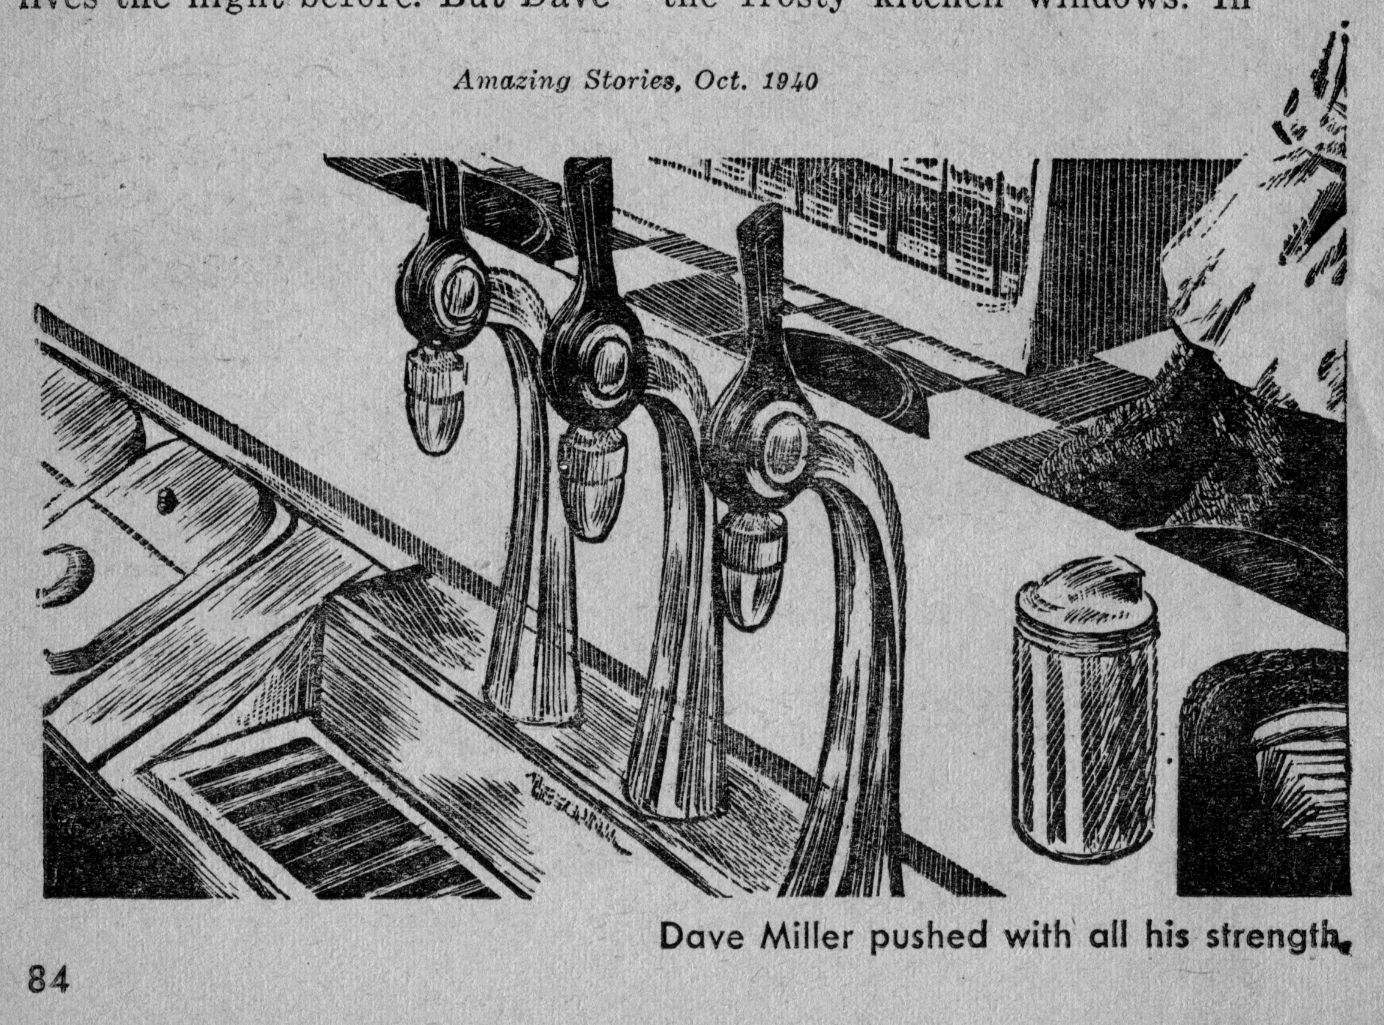 lives the night before. But Dave
the frosty kitchen windows. In
Amazing Stories, Oct. 1940
Dave Miller pushed with all his strength,
84